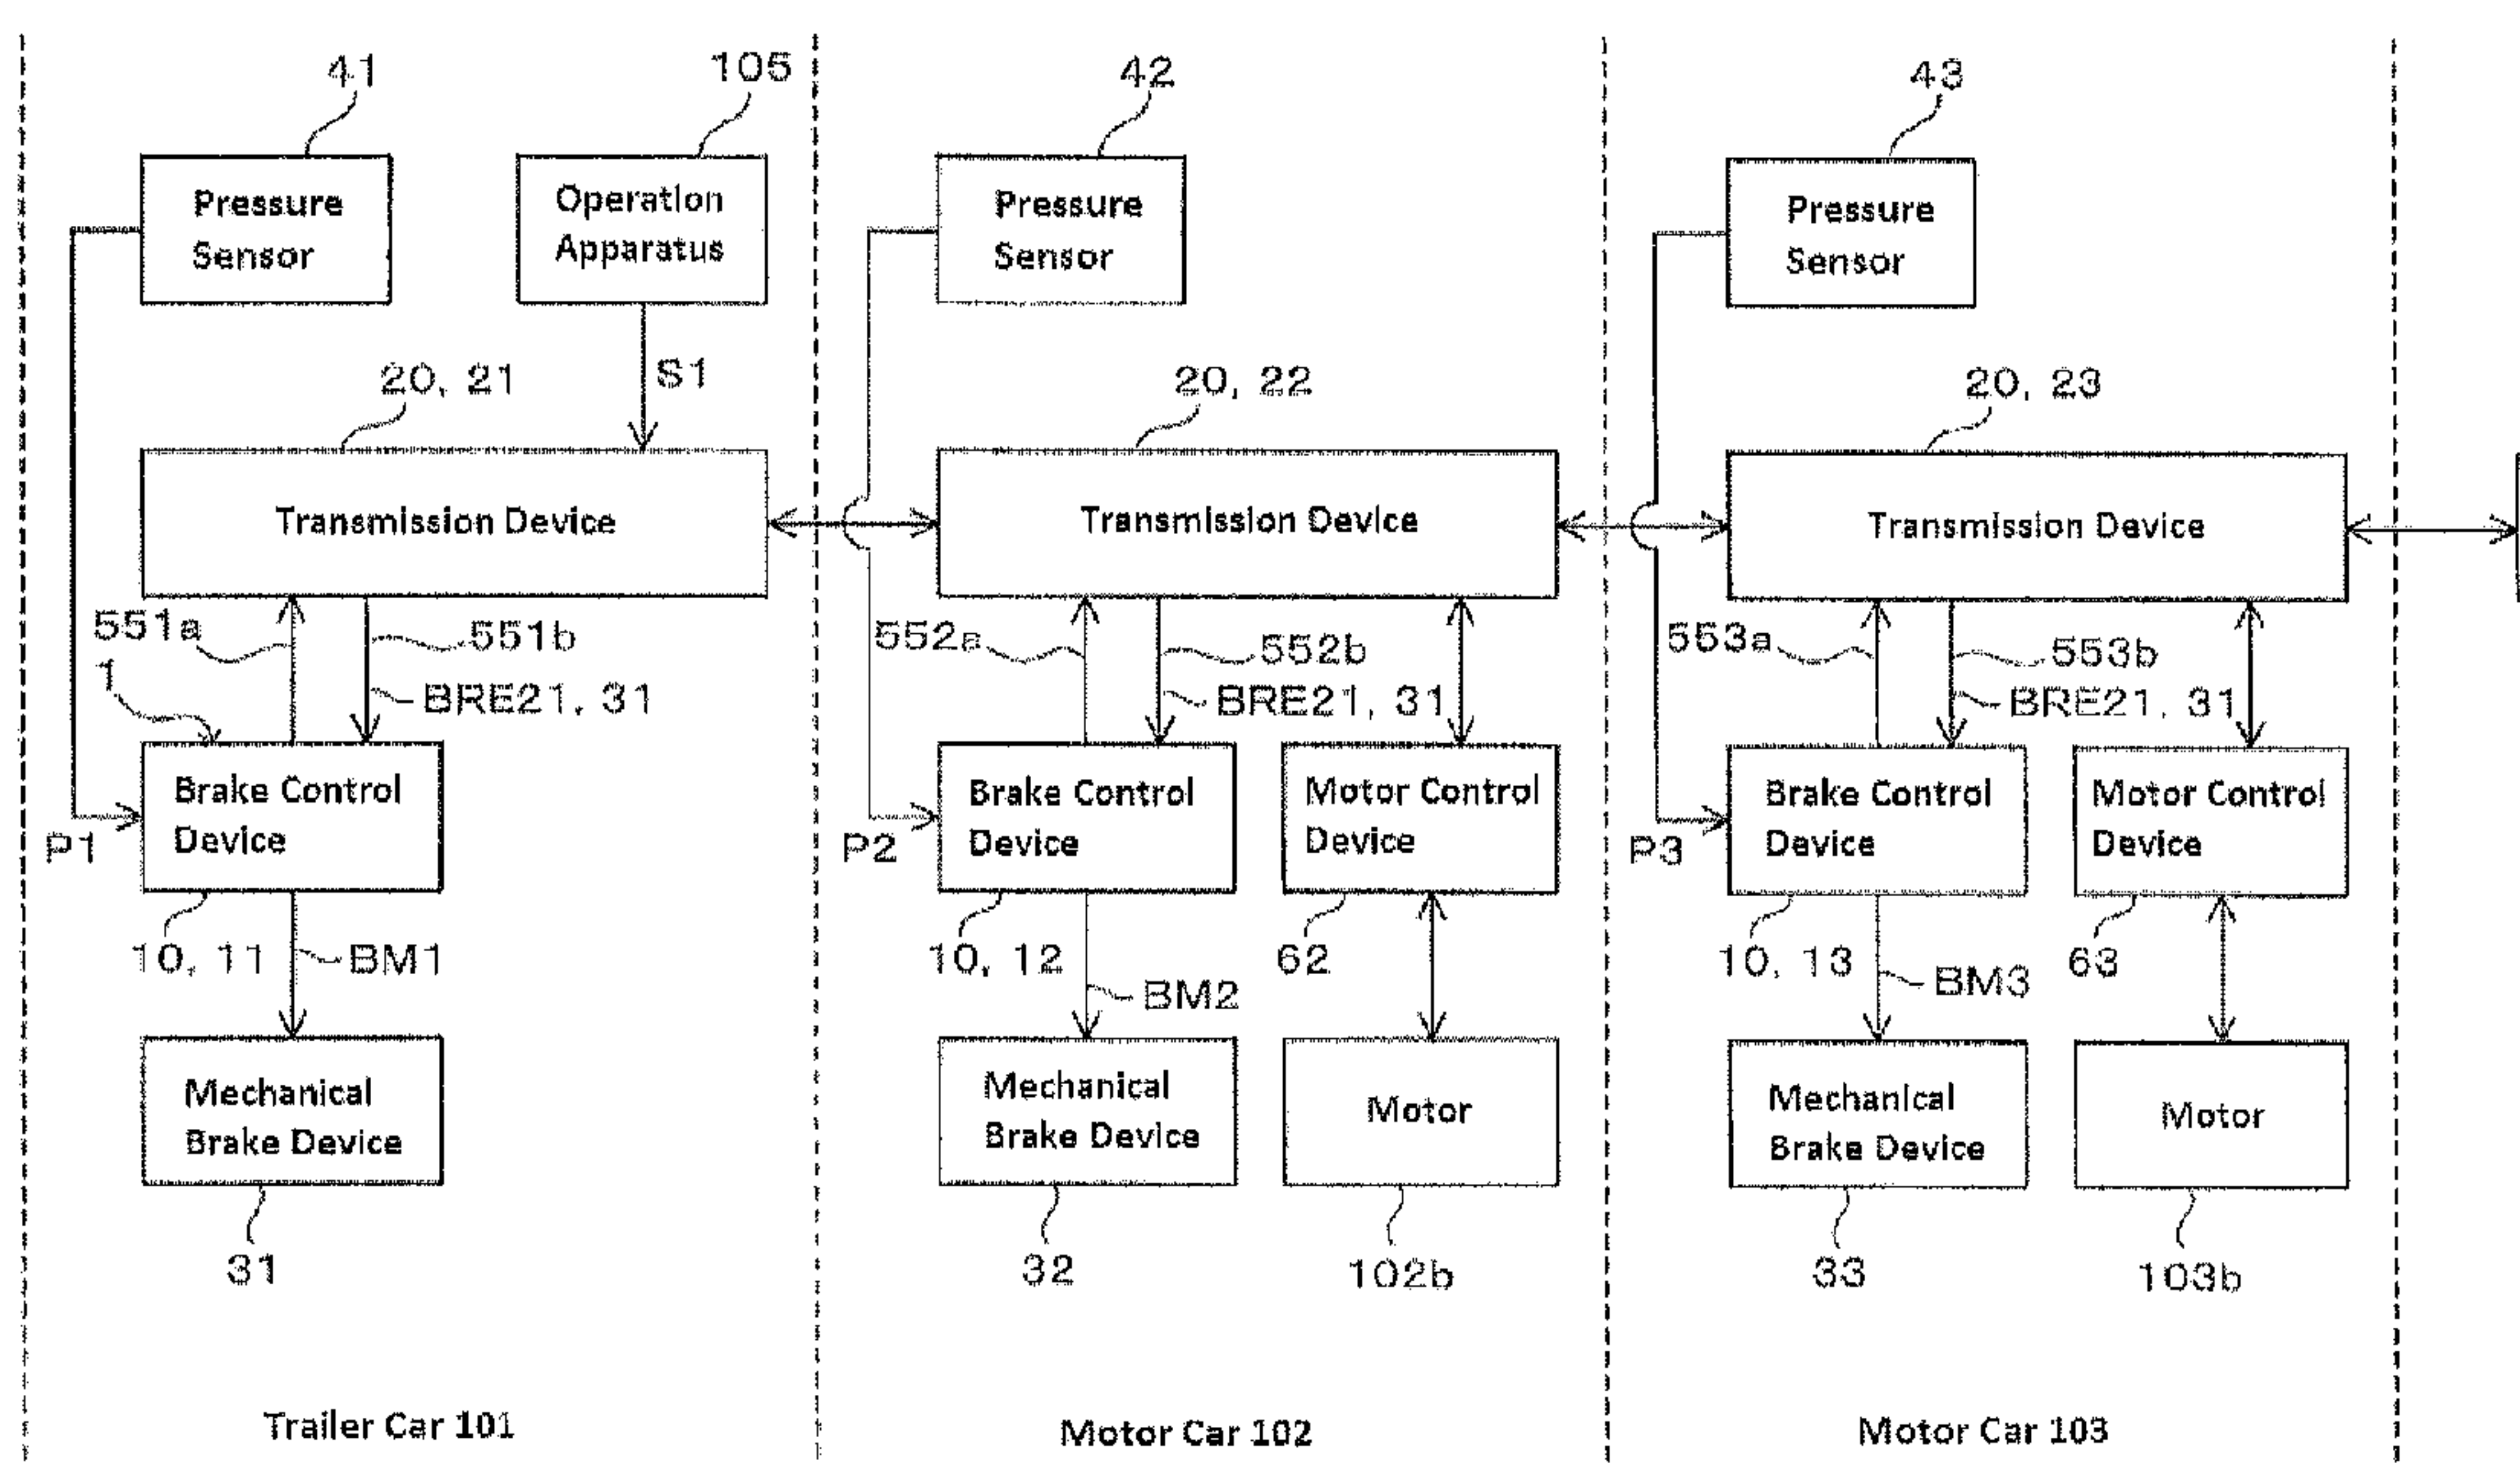 41
105
42
43
Pressure
Sensor
Operation
Apparatus
Pressure
Sensor
Pressure
Sensor
20, 21
S1
20, 22
20, 23
Transmission Device
Transmission Device
Transmission Device
551a
551b
552a
552b
553a
553b
1
BRE21, 31
BRE21, 31
BRE21, 31
Brake Control
Device
Brake Control
Device
Motor Control
Device
Brake Control
Device
Motor Control
Device
P1
P2
P3
10, 11
BM1
10, 12
BM2
62
10, 13
BM3
63
Mechanical
Brake Device
Mechanical
Brake Device
Motor
Mechanical
Brake Device
Motor
31
32
102b
33
103b
Trailer Car 101
Motor Car 102
Motor Car 103